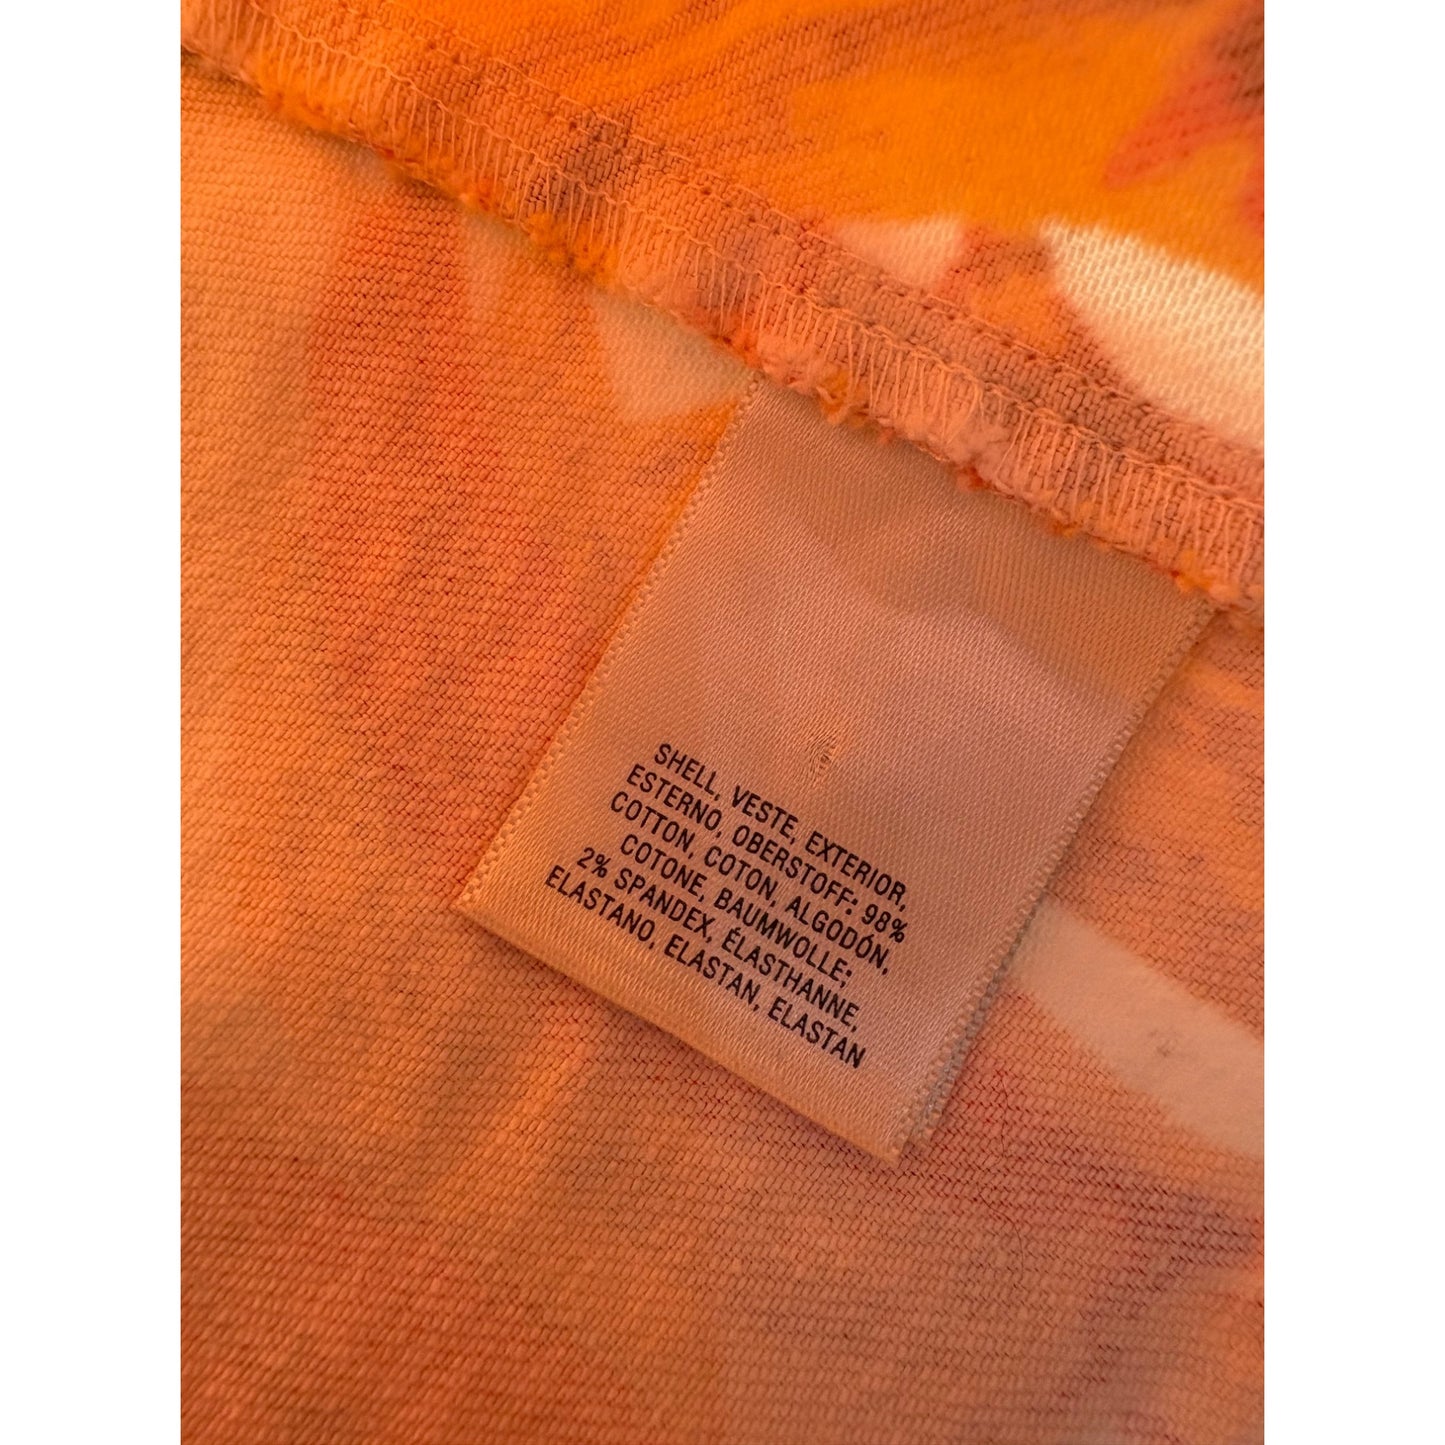 SHELL, VESTE, EXTERIOR,
ESTERNO, OBERSTOFF: 98%
COTTON, COTON, ALGODÓN,
COTONE, BAUMWOLLE;
2% SPANDEX, ÉLASTHANNE,
ELASTANO, ELASTAN, ELASTAN